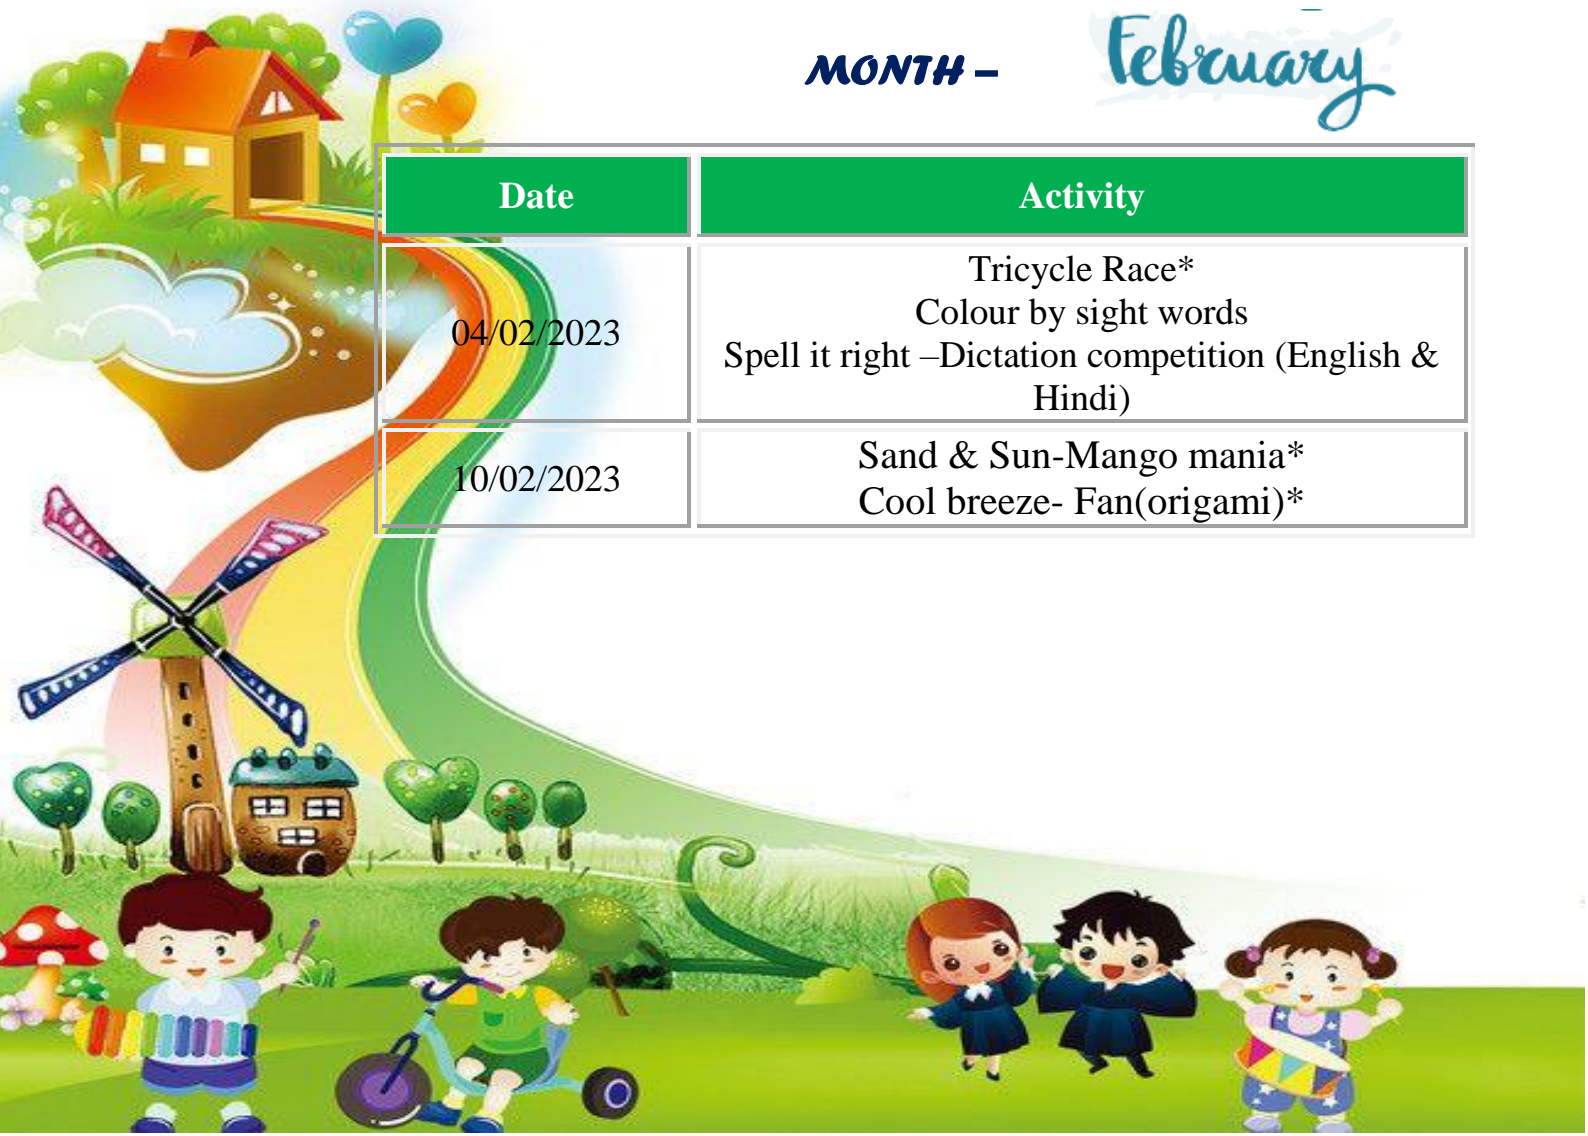 MONTH – February
Date Activity
04/02/2023
Tricycle Race*
Colour by sight words
Spell it right –Dictation competition (English &
Hindi)
10/02/2023
Sand & Sun-Mango mania*
Cool breeze- Fan(origami)*